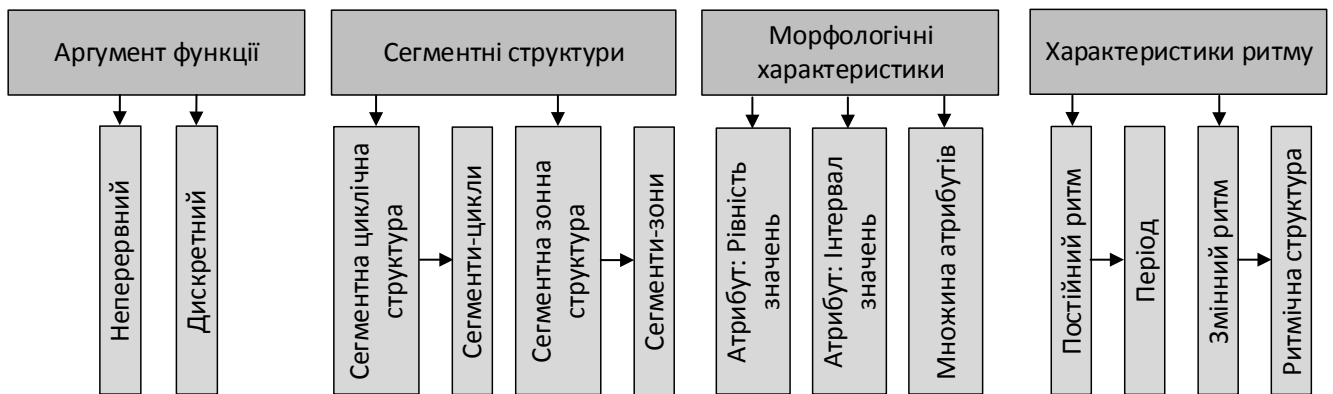 Аргумент функції
Сегментні структури
Морфологічні
характеристики
Характеристики ритму
Неперервний
Дискретний
Сегментна циклічна
структура
Сегменти-цикли
Сегментна зонна
структура
Сегменти-зони
Атрибут: Рівність
значень
Атрибут: Інтервал
значень
Множина атрибутів
Постійний ритм
Період
Змінний ритм
Ритмічна структура